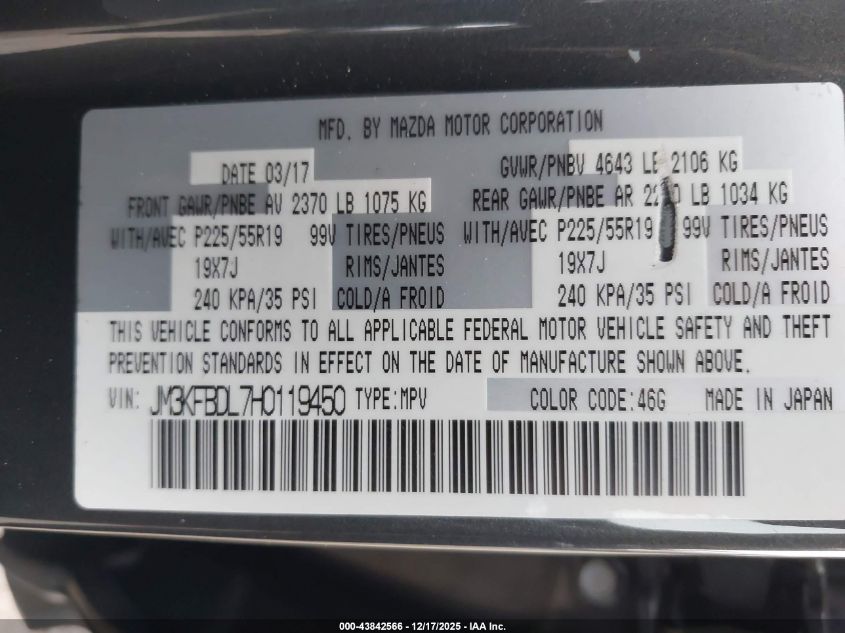 MFD. BY MAZDA MOTOR CORPORATION
DATE 03/17 GVWR/PNBV 4643 LB 2106 KG
FRONT GAWR/PNBE AV 2370 LB 1075 KG REAR GAWR/PNBE AR LB 1034 KG
WITH/AVEC P225/55R19 99V TIRES/PNEUS WITH/AVEC P225/55R19 99V TIRES/PNEUS
19X7J RIMS/JANTES 19X7J RIMS/JANTES
240 KPA/35 PSI COLD/A FROID 240 KPA/35 PSI COLD/A FROID
THIS VEHICLE CONFORMS TO ALL APPLICABLE FEDERAL MOTOR VEHICLE SAFETY AND THEFT
PREVENTION STANDARDS IN EFFECT ON THE DATE OF MANUFACTURE SHOWN ABOVE.
VIN: JM3KFBDL7H0119450 TYPE:MPV COLOR CODE:46G MADE IN JAPAN
000-43842566 - 12/17/2025 - IAA Inc.